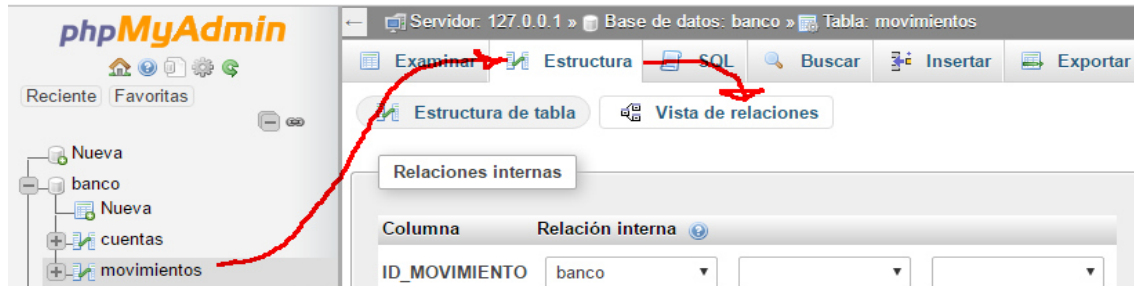 phpMyAdmin
Reciente Favoritas
Nueva
banco
Nueva
cuentas
movimientos
← Servidor: 127.0.0.1 » Base de datos: banco » Tabla: movimientos
Examinar Estructura SQL Buscar Insertar Exportar
Estructura de tabla Vista de relaciones
Relaciones internas
Columna Relación interna
ID_MOVIMIENTO banco